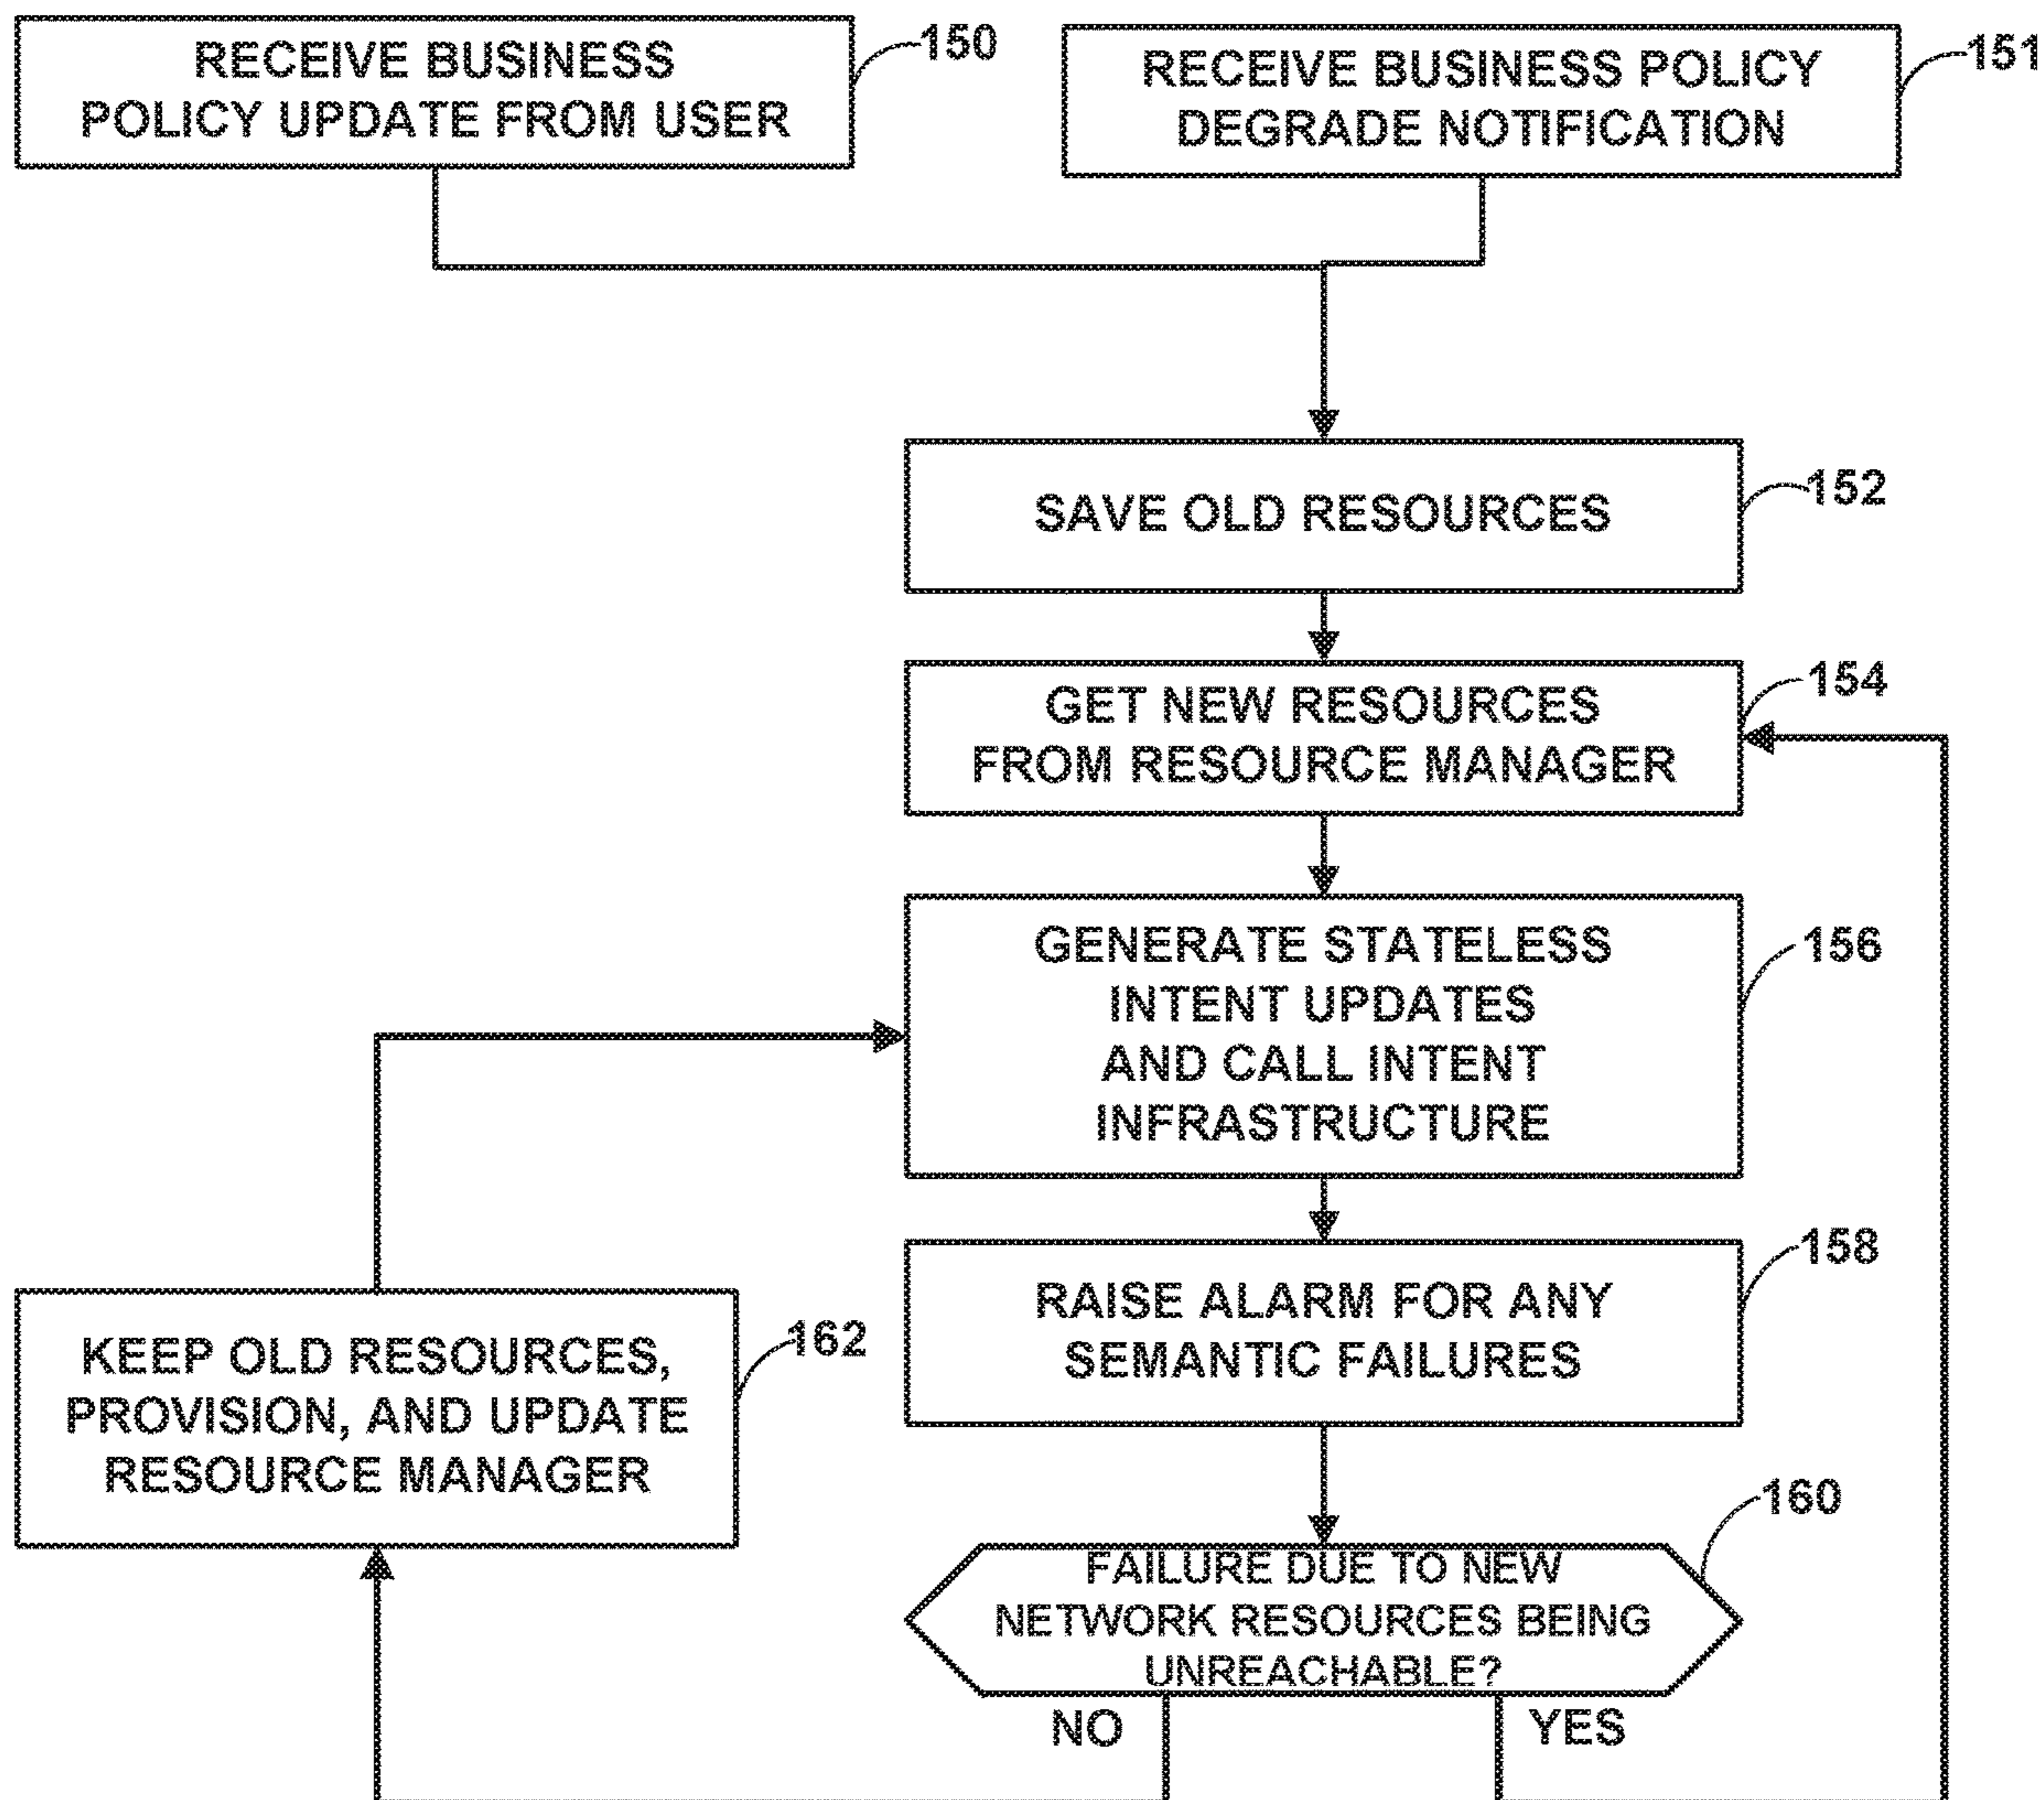 RECEIVE BUSINESS
POLICY UPDATE FROM USER
150
RECEIVE BUSINESS POLICY
DEGRADE NOTIFICATION
151
SAVE OLD RESOURCES
152
GET NEW RESOURCES
FROM RESOURCE MANAGER
154
GENERATE STATELESS
INTENT UPDATES
AND CALL INTENT
INFRASTRUCTURE
156
RAISE ALARM FOR ANY
SEMANTIC FAILURES
158
KEEP OLD RESOURCES,
PROVISION, AND UPDATE
RESOURCE MANAGER
162
FAILURE DUE TO NEW
NETWORK RESOURCES BEING
UNREACHABLE?
160
NO
YES